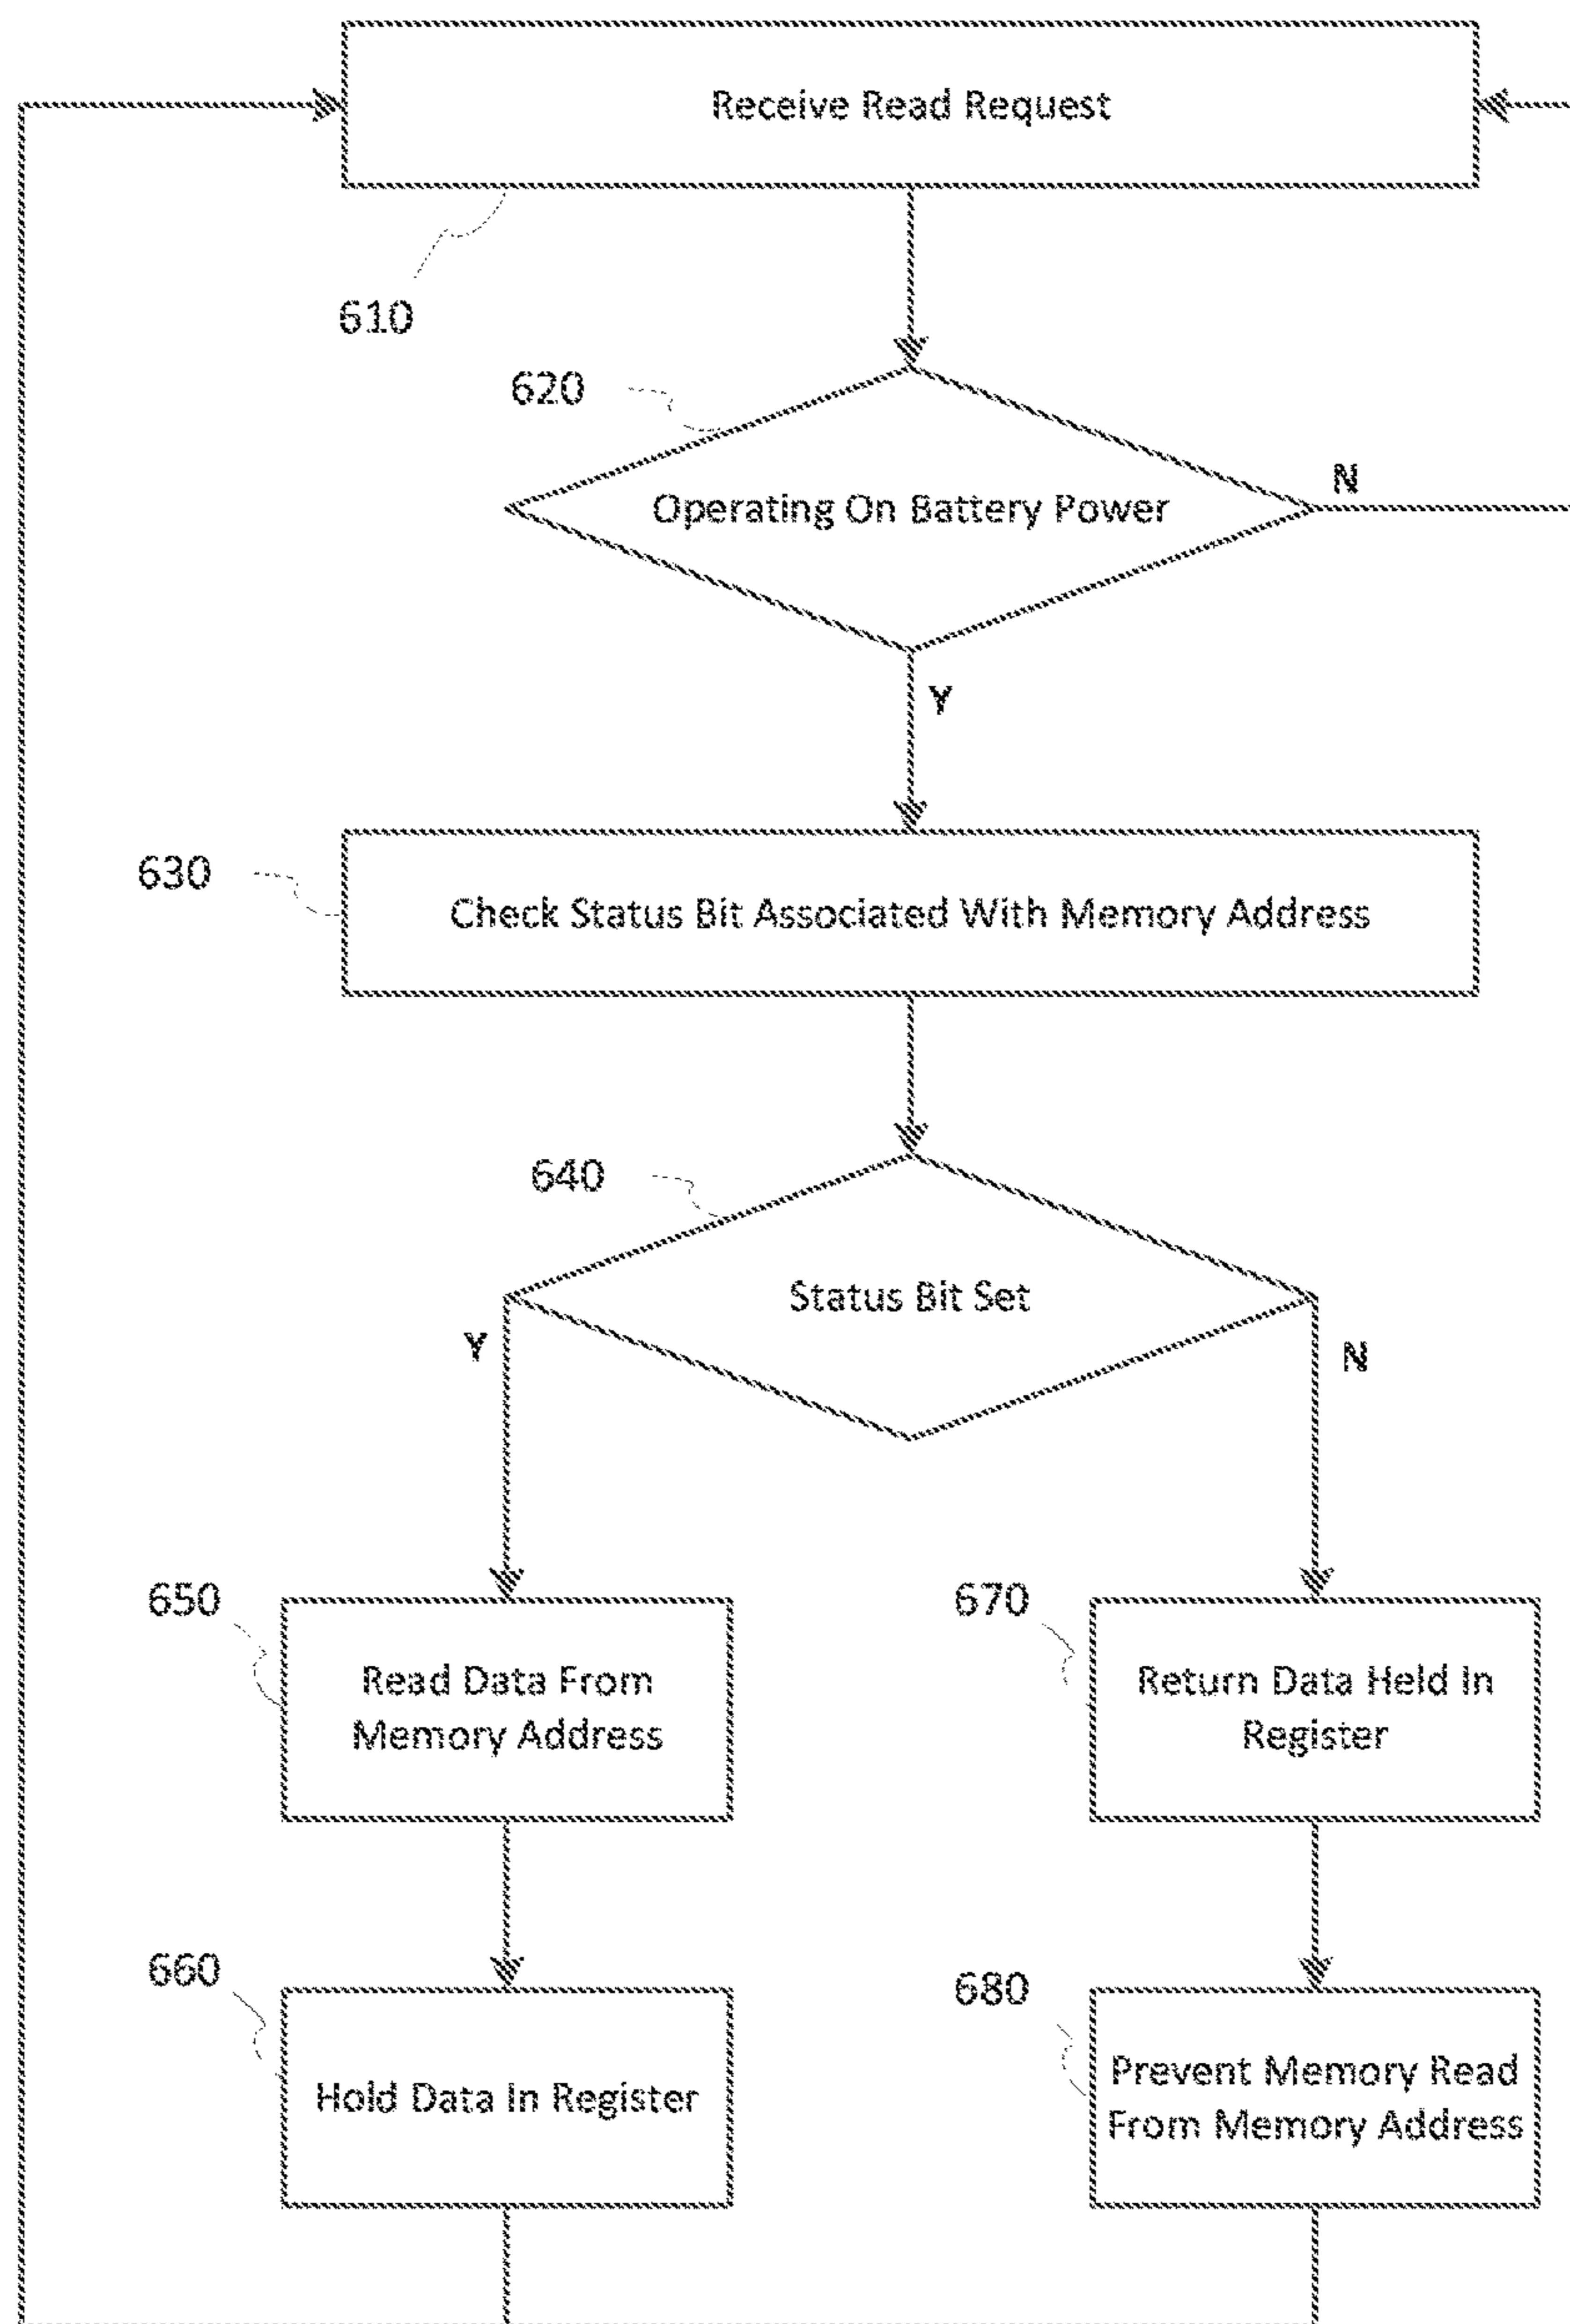 Receive Read Request
610
620
Operating On Battery Power
N
Y
630
Check Status Bit Associated With Memory Address
640
Status Bit Set
Y
N
650
Read Data From
Memory Address
670
Return Data Held In
Register
660
Hold Data In Register
680
Prevent Memory Read
From Memory Address